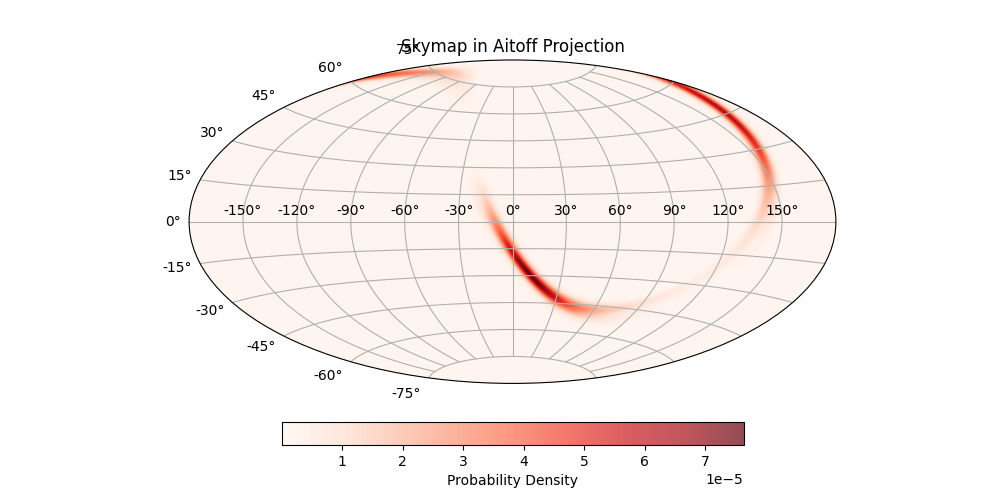 Skymap in Aitoff Projection
75°
60°
45°
30°
15°
-150° -120° -90° -60° -30° 0° 30° 60° 90° 120° 150°
0°
-15°
-30°
-45°
-60°
-75°
1 2 3 4 5 6 7
1e−5
Probability Density